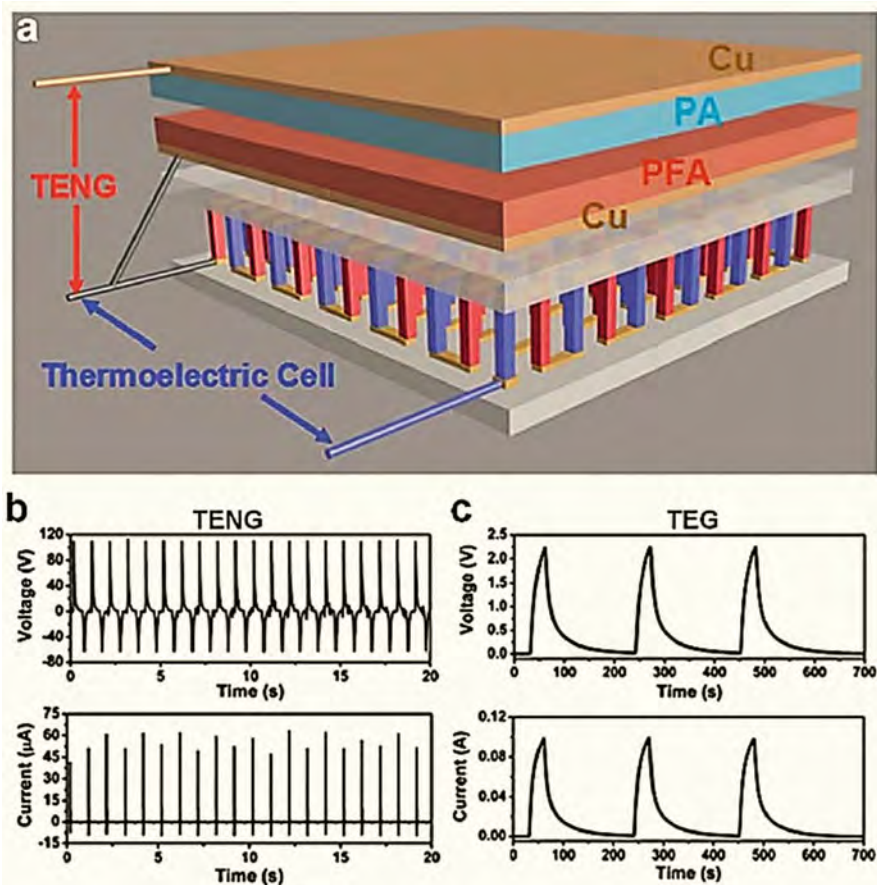 a
Cu
PA
PFA
Cu
TENG
Thermoelectric Cell
b
TENG
Voltage (V)
120
80
40
0
-40
-80
0 5 10 15 20
Time (s)
Current (μA)
75
60
45
30
15
0
-15
0 5 10 15 20
Time (s)
c
TEG
Voltage (V)
2.5
2.0
1.5
1.0
0.5
0.0
0 100 200 300 400 500 600 700
Time (s)
Current (A)
0.12
0.08
0.04
0.00
0 100 200 300 400 500 600 700
Time (s)